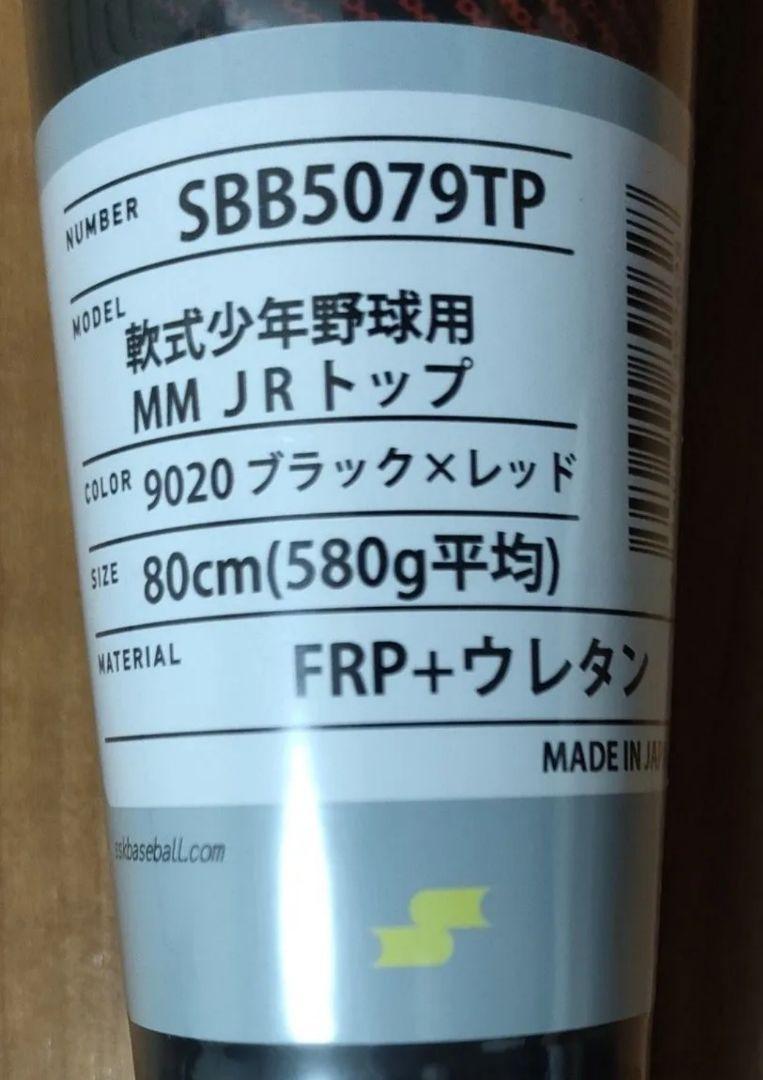 NUMBER SBB5079TP
MODEL 軟式少年野球用
MM JRトップ
COLOR 9020 ブラック×レッド
SIZE 80cm(580g平均)
MATERIAL FRP+ウレタン
MADE IN
sskbaseball.com